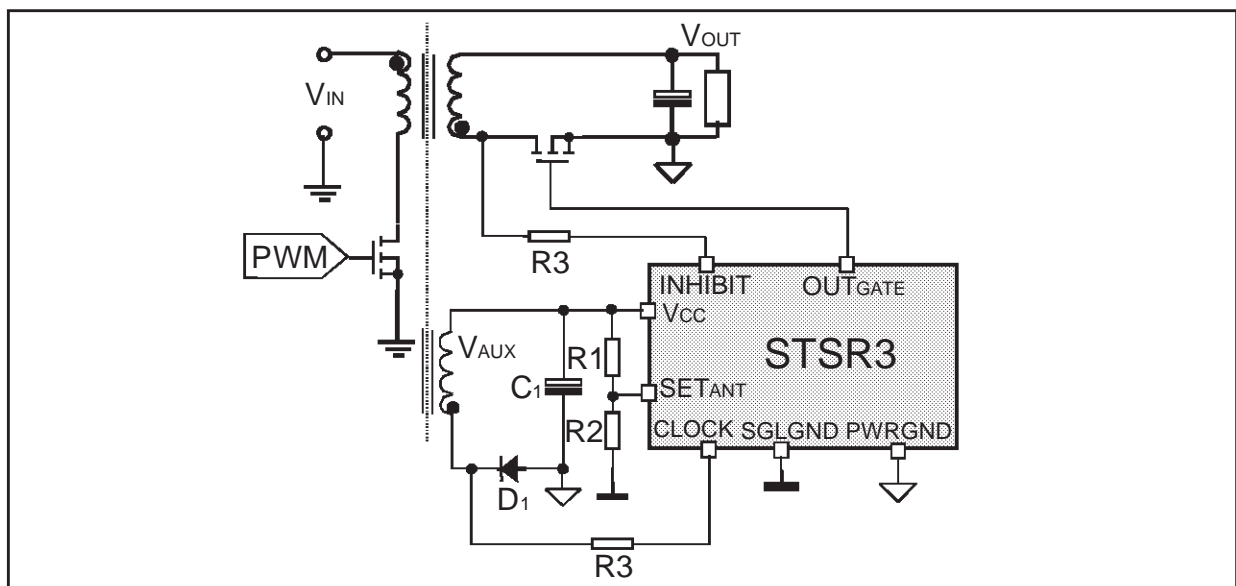 VOUT
VIN
R3
PWM
INHIBIT
OUTGATE
VCC
VAUX
R1
STSR3
C1
SETANT
R2
CLOCK
SGLGND
PWRGND
D1
R3